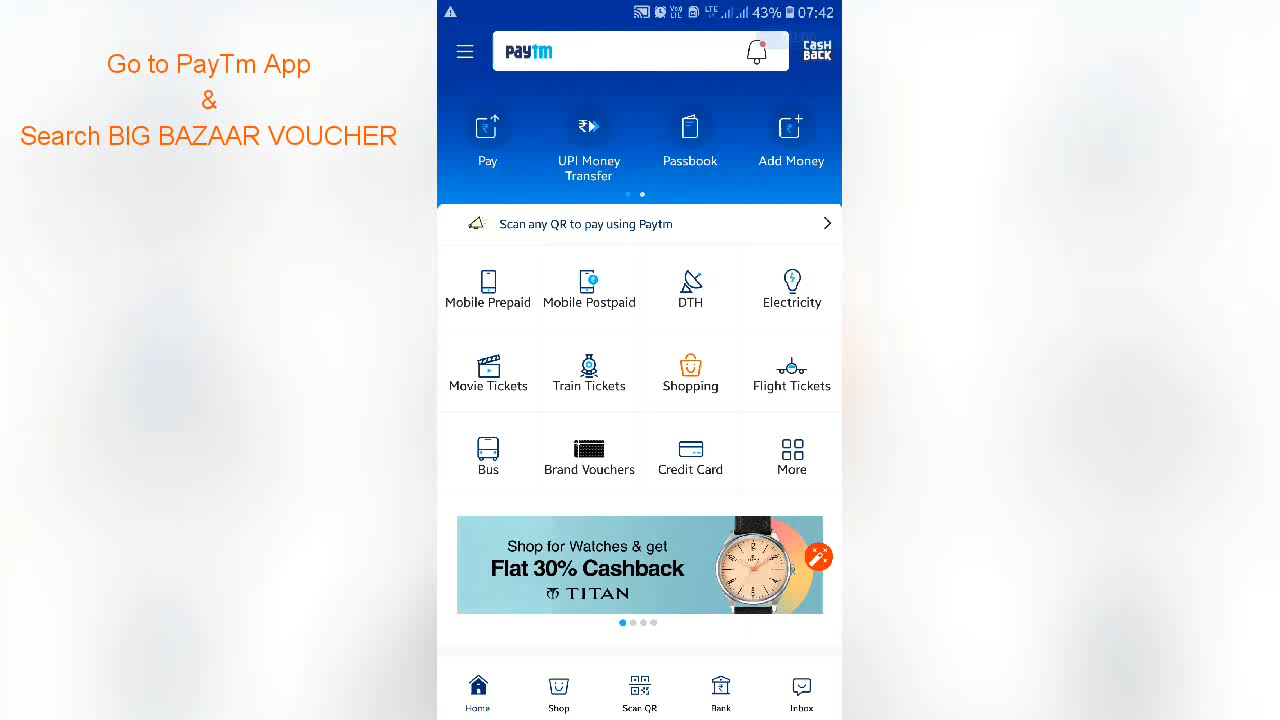 Go to PayTm App
&
Search BIG BAZAAR VOUCHER
LTE 43% 07:42
paytm
CASH
BACK
Pay
UPI Money
Transfer
Passbook
Add Money
Scan any QR to pay using Paytm
Mobile Prepaid
Mobile Postpaid
DTH
Electricity
Movie Tickets
Train Tickets
Shopping
Flight Tickets
Bus
Brand Vouchers
Credit Card
More
Shop for Watches & get
Flat 30% Cashback
TITAN
Home
Shop
Scan QR
Bank
Inbox